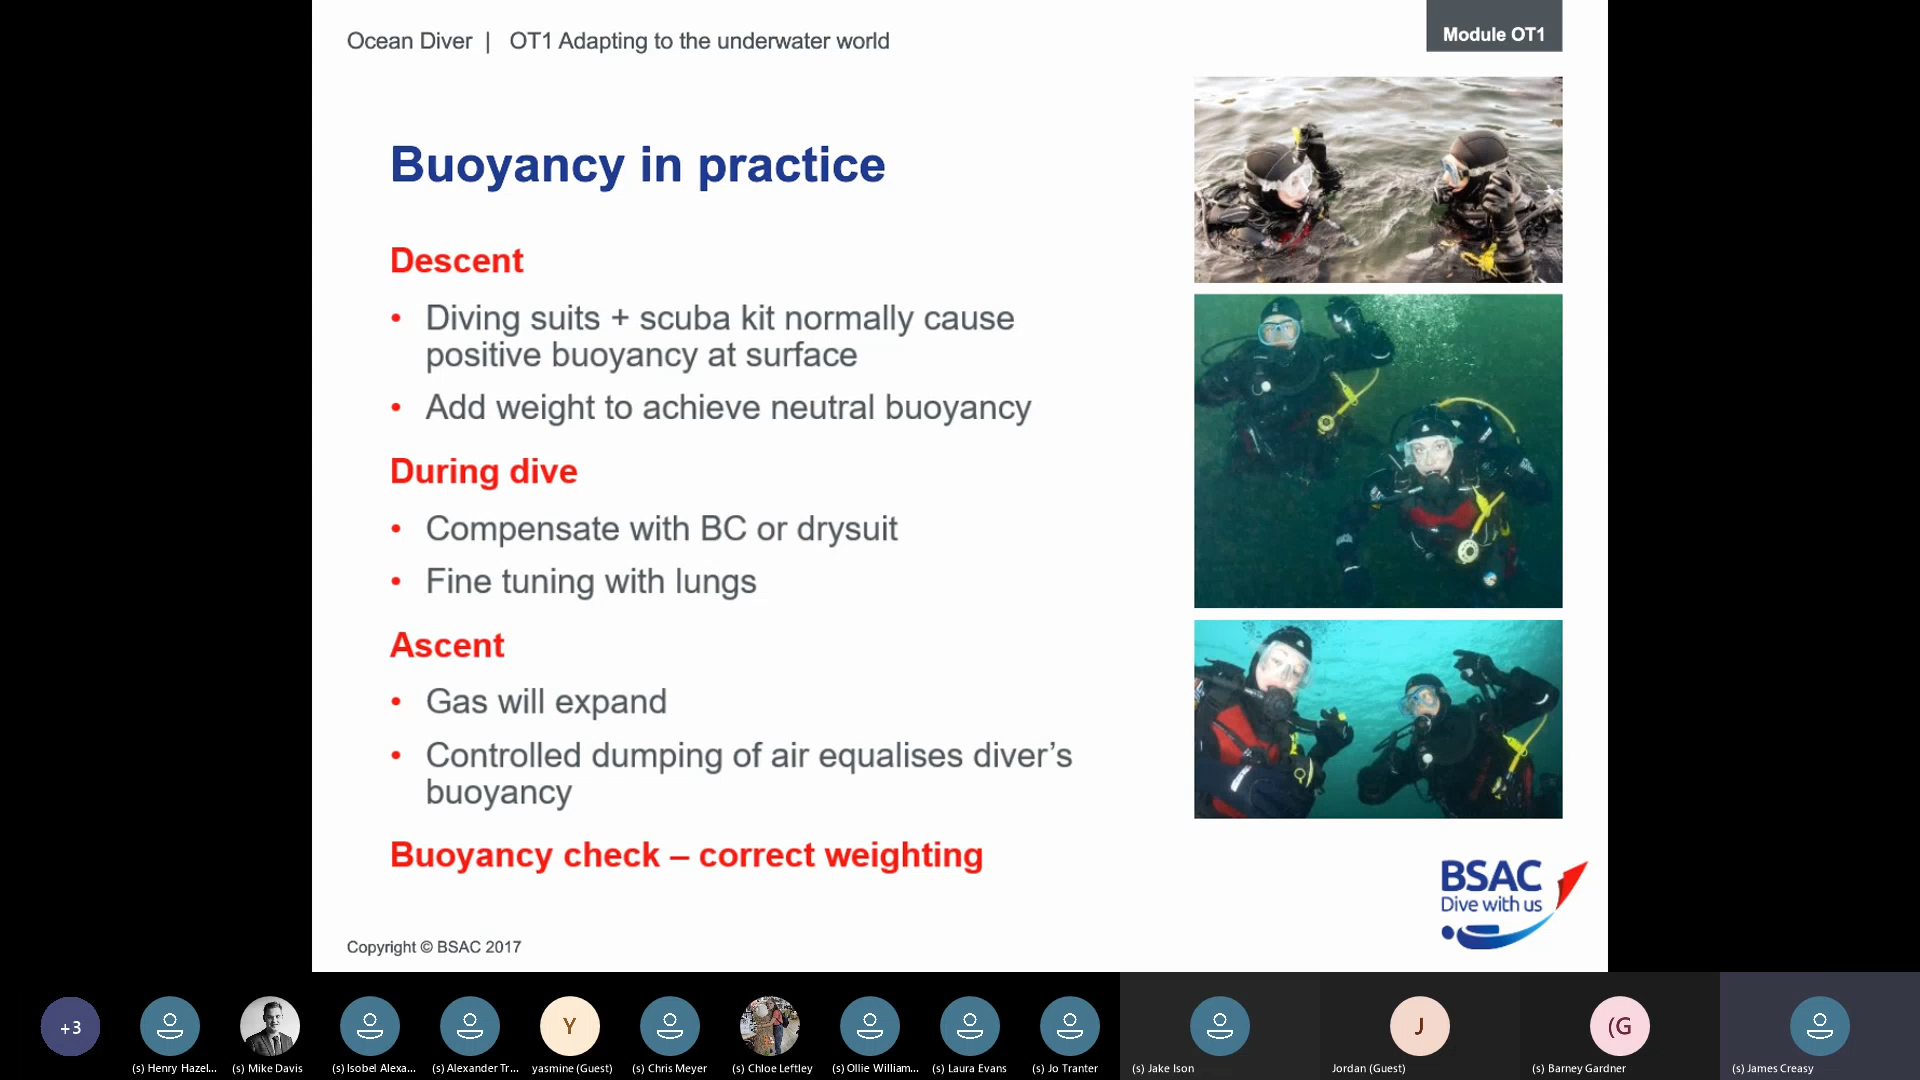 Ocean Diver | OT1 Adapting to the underwater world
Module OT1
Buoyancy in practice
Descent
• Diving suits + scuba kit normally cause
positive buoyancy at surface
• Add weight to achieve neutral buoyancy
During dive
• Compensate with BC or drysuit
• Fine tuning with lungs
Ascent
• Gas will expand
• Controlled dumping of air equalises diver’s
buoyancy
Buoyancy check – correct weighting
BSAC
Dive with us
Copyright © BSAC 2017
+3
Y
J
(G
(s) Henry Hazel...
(s) Mike Davis
(s) Isobel Alexa...
(s) Alexander Tr...
yasmine (Guest)
(s) Chris Meyer
(s) Chloe Leftley
(s) Ollie William...
(s) Laura Evans
(s) Jo Tranter
(s) Jake Ison
Jordan (Guest)
(s) Barney Gardner
(s) James Creasy